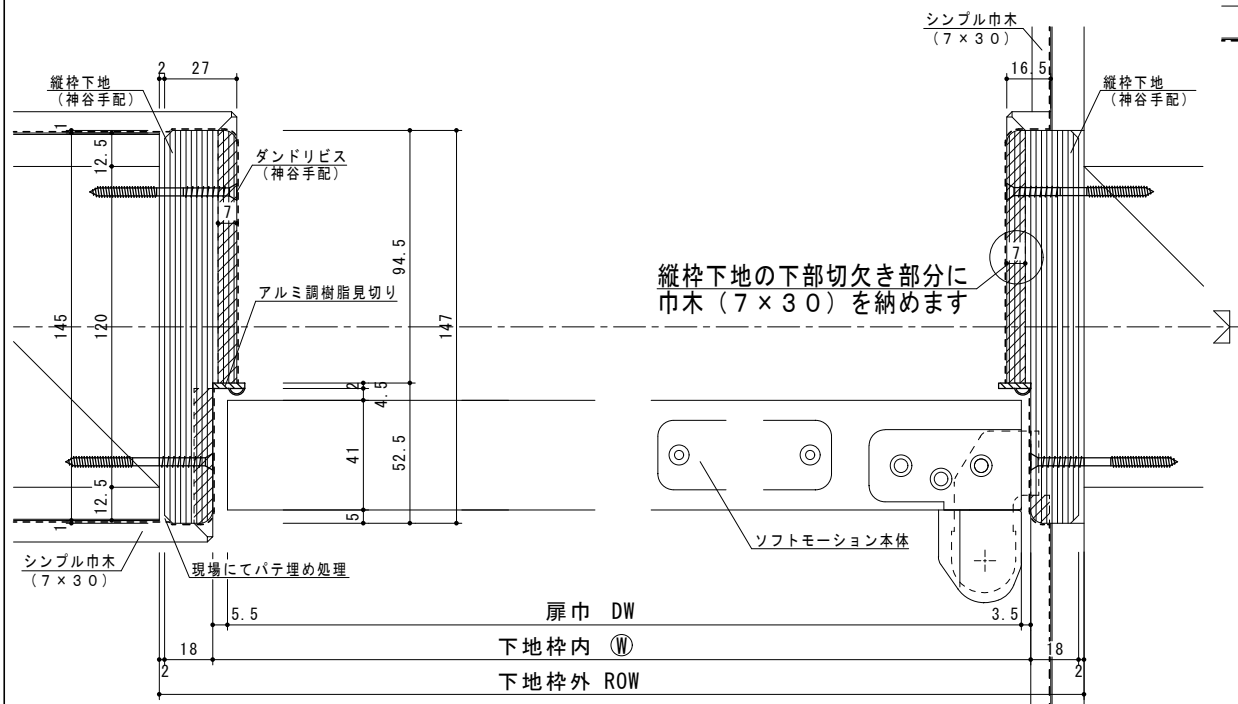 シンプル巾木
(7×30)
2 27
16.5
縦枠下地
(神谷手配)
縦枠下地
(神谷手配)
1
12.5
ダンドリビス
(神谷手配)
7
94.5
7
縦枠下地の下部切欠き部分に
巾木(7×30)を納めます
アルミ調樹脂見切り
145
120
147
2
4.5
41
52.5
12.5
1
5
ソフトモーション本体
シンプル巾木
(7×30)
現場にてパテ埋め処理
5.5 扉巾 DW 3.5
18 下地枠内 Ⓦ 18
2 2
下地枠外 ROW